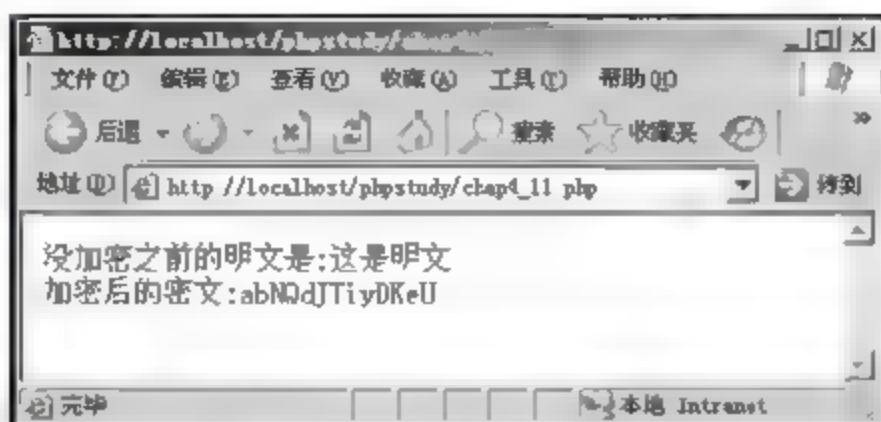 http://localhost/phpstudy/
文件(F) 编辑(E) 查看(V) 收藏(A) 工具(T) 帮助(H)
后退 搜索 收藏夹 »
地址(D) http //localhost/phpstudy/chap4_11 php 转到
没加密之前的明文是:这是明文
加密后的密文:abNQdJTiyDKeU
完毕 本地 Intranet